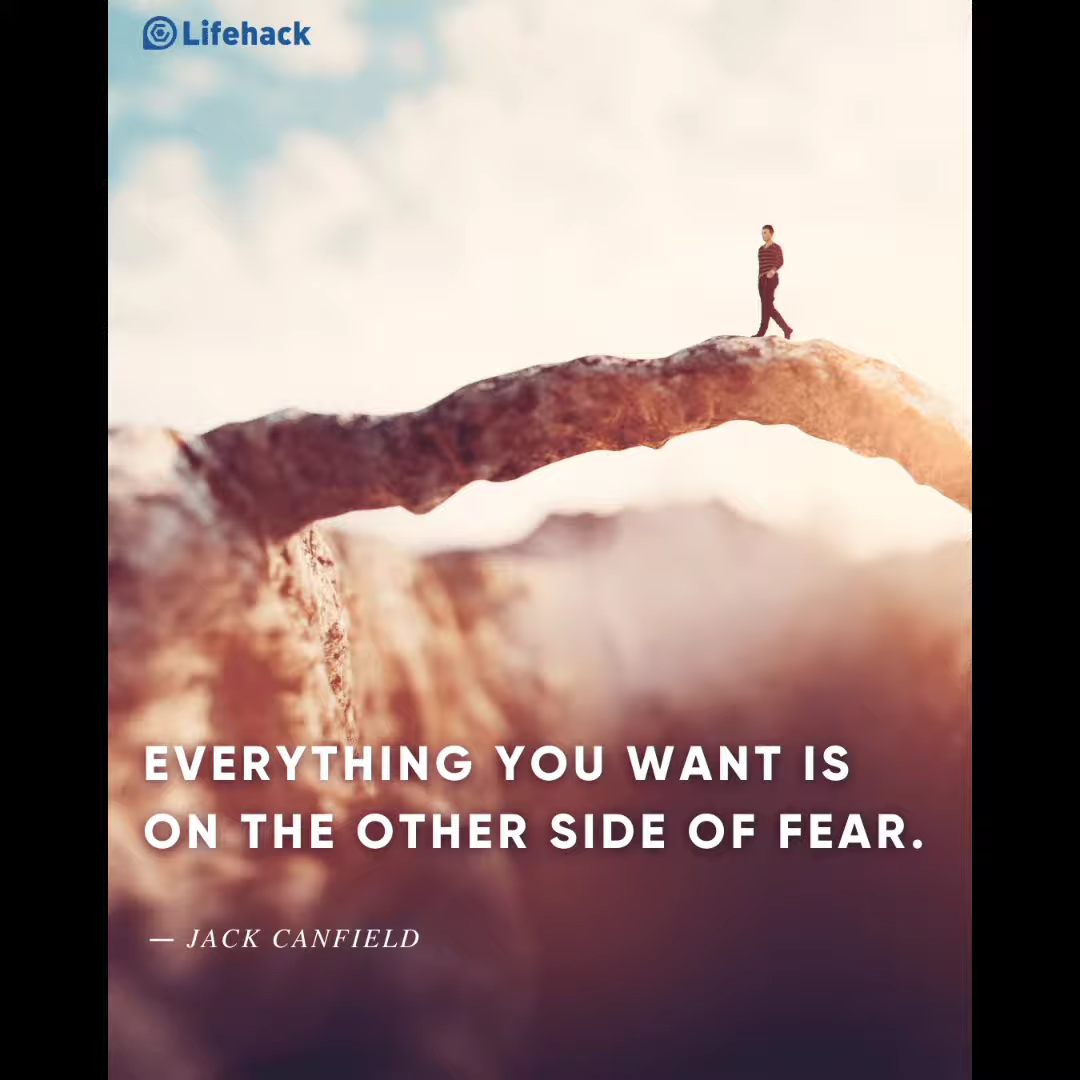 Lifehack
EVERYTHING YOU WANT IS
ON THE OTHER SIDE OF FEAR.
— JACK CANFIELD